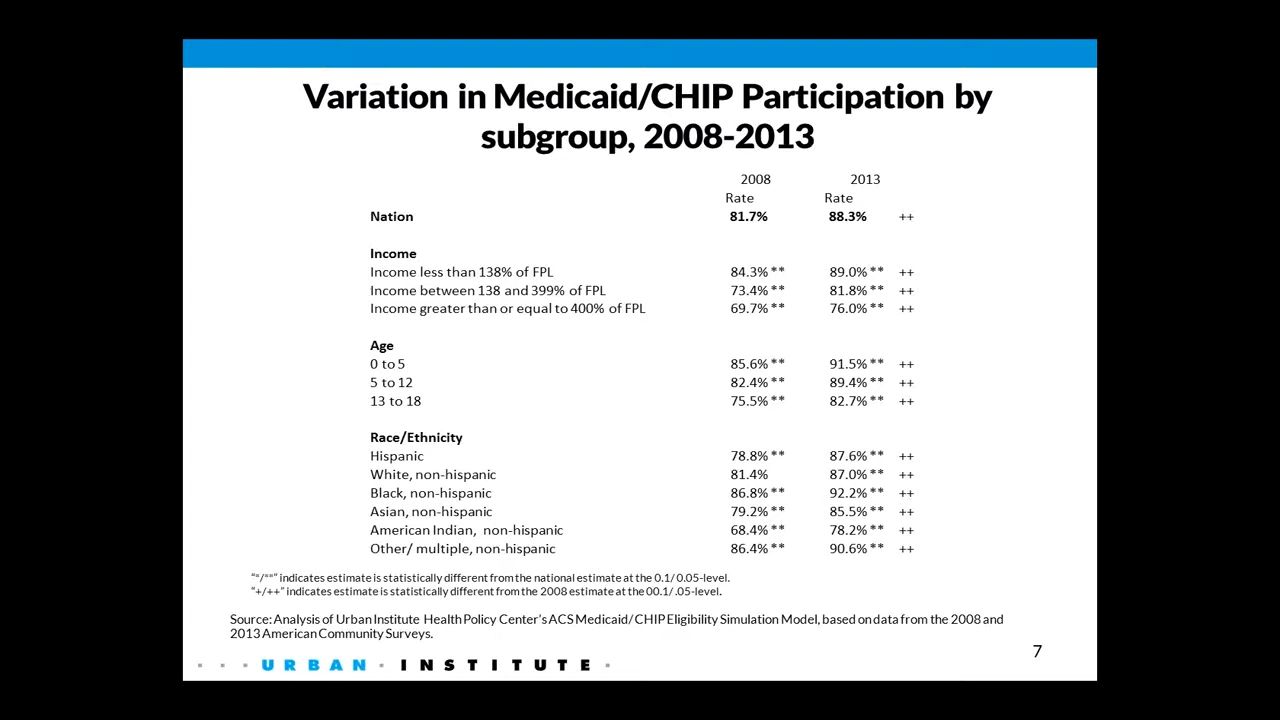 Variation in Medicaid/CHIP Participation by
subgroup, 2008-2013
2008 2013
Rate Rate
Nation 81.7% 88.3% ++
Income
Income less than 138% of FPL 84.3% ** 89.0% ** ++
Income between 138 and 399% of FPL 73.4% ** 81.8% ** ++
Income greater than or equal to 400% of FPL 69.7% ** 76.0% ** ++
Age
0 to 5 85.6% ** 91.5% ** ++
5 to 12 82.4% ** 89.4% ** ++
13 to 18 75.5% ** 82.7% ** ++
Race/Ethnicity
Hispanic 78.8% ** 87.6% ** ++
White, non-hispanic 81.4% 87.0% ** ++
Black, non-hispanic 86.8% ** 92.2% ** ++
Asian, non-hispanic 79.2% ** 85.5% ** ++
American Indian, non-hispanic 68.4% ** 78.2% ** ++
Other/ multiple, non-hispanic 86.4% ** 90.6% ** ++
"*/**" indicates estimate is statistically different from the national estimate at the 0.1/ 0.05-level.
"+/++" indicates estimate is statistically different from the 2008 estimate at the 00.1/ .05-level.
Source: Analysis of Urban Institute Health Policy Center's ACS Medicaid/ CHIP Eligibility Simulation Model, based on data from the 2008 and
2013 American Community Surveys.
URBAN INSTITUTE
7